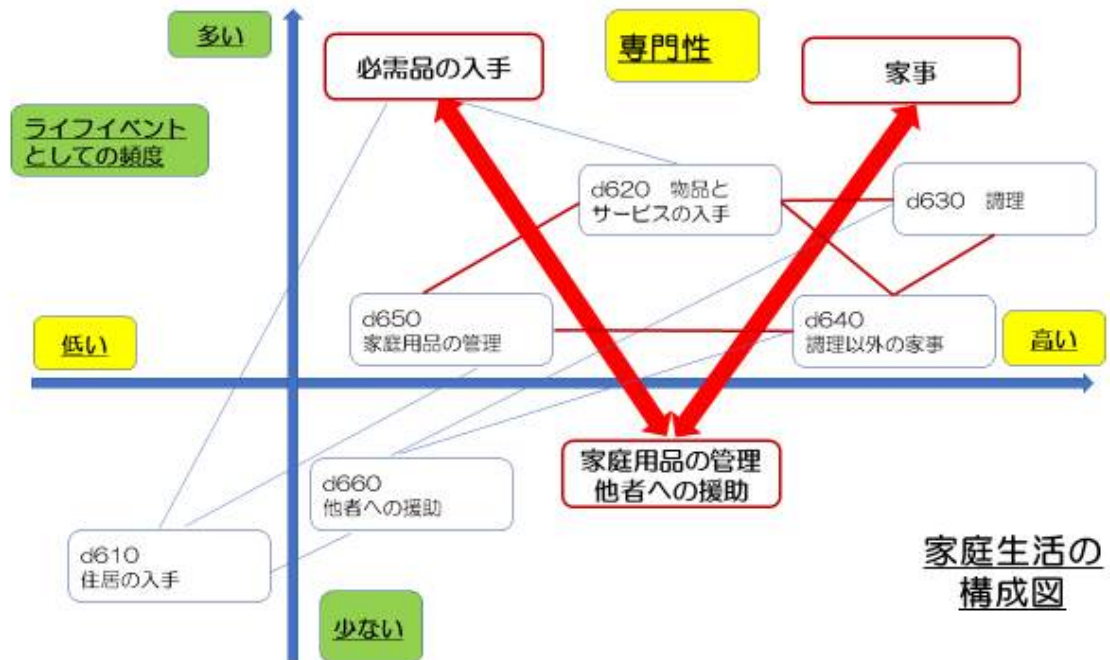 多い
必需品の入手
専門性
家事
ライフイベント
としての頻度
d620 物品と
サービスの入手
d630 調理
d650
家庭用品の管理
d640
調理以外の家事
低い
高い
家庭用品の管理
他者への援助
d660
他者への援助
d610
住居の入手
家庭生活の
構成図
少ない